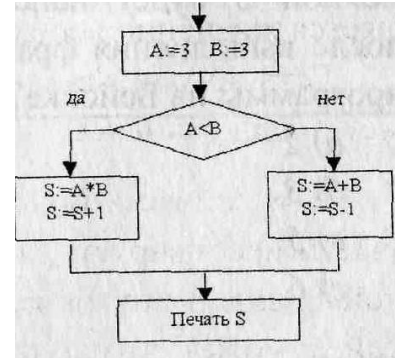 A:=3 B:=3
да
нет
A<B
S:=A*B
S:=S+1
S:=A+B
S:=S-1
Печать S